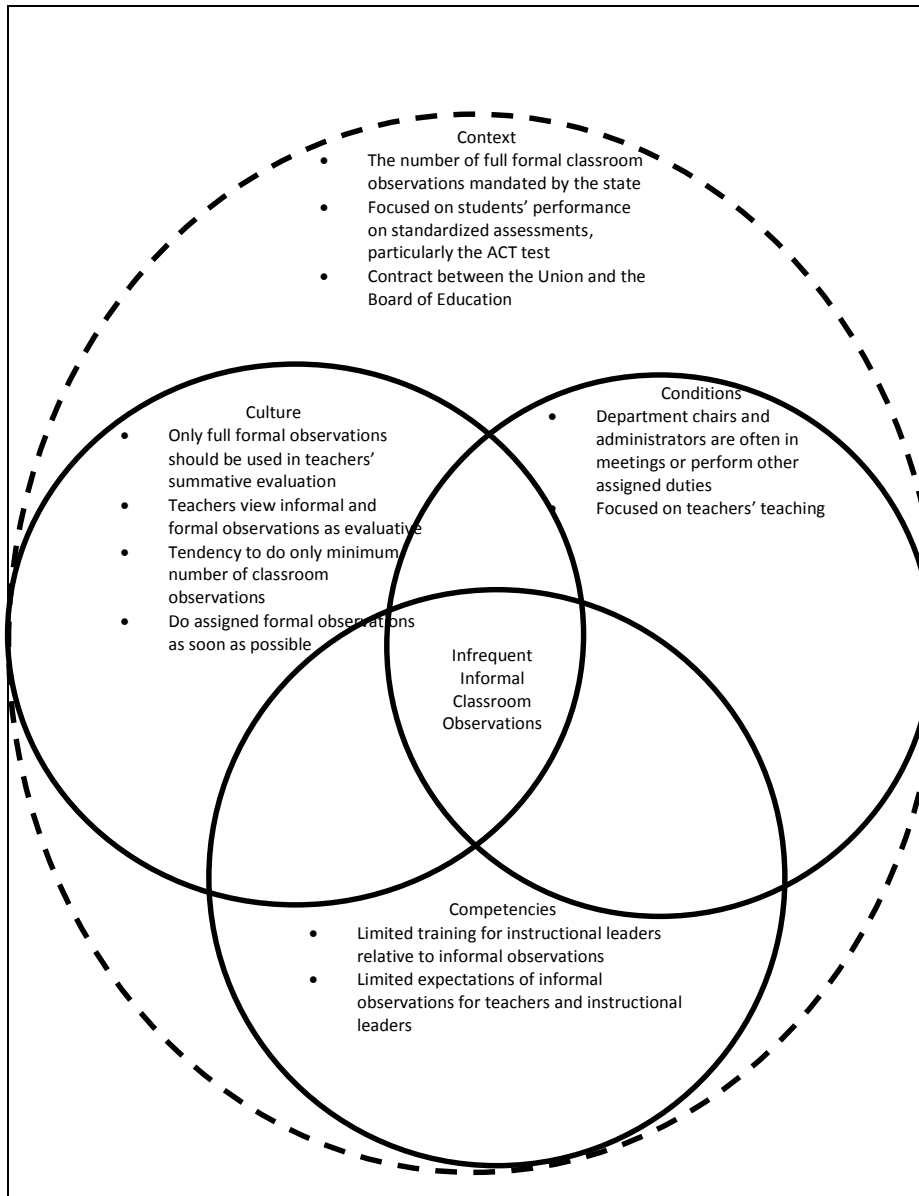 Context
• The number of full formal classroom
observations mandated by the state
• Focused on students’ performance
on standardized assessments,
particularly the ACT test
• Contract between the Union and the
Board of Education
Culture
• Only full formal observations
should be used in teachers’
summative evaluation
• Teachers view informal and
formal observations as evaluative
• Tendency to do only minimum
number of classroom
observations
• Do assigned formal observations
as soon as possible
Conditions
• Department chairs and
administrators are often in
meetings or perform other
assigned duties
• Focused on teachers’ teaching
Infrequent
Informal
Classroom
Observations
Competencies
• Limited training for instructional leaders
relative to informal observations
• Limited expectations of informal
observations for teachers and instructional
leaders